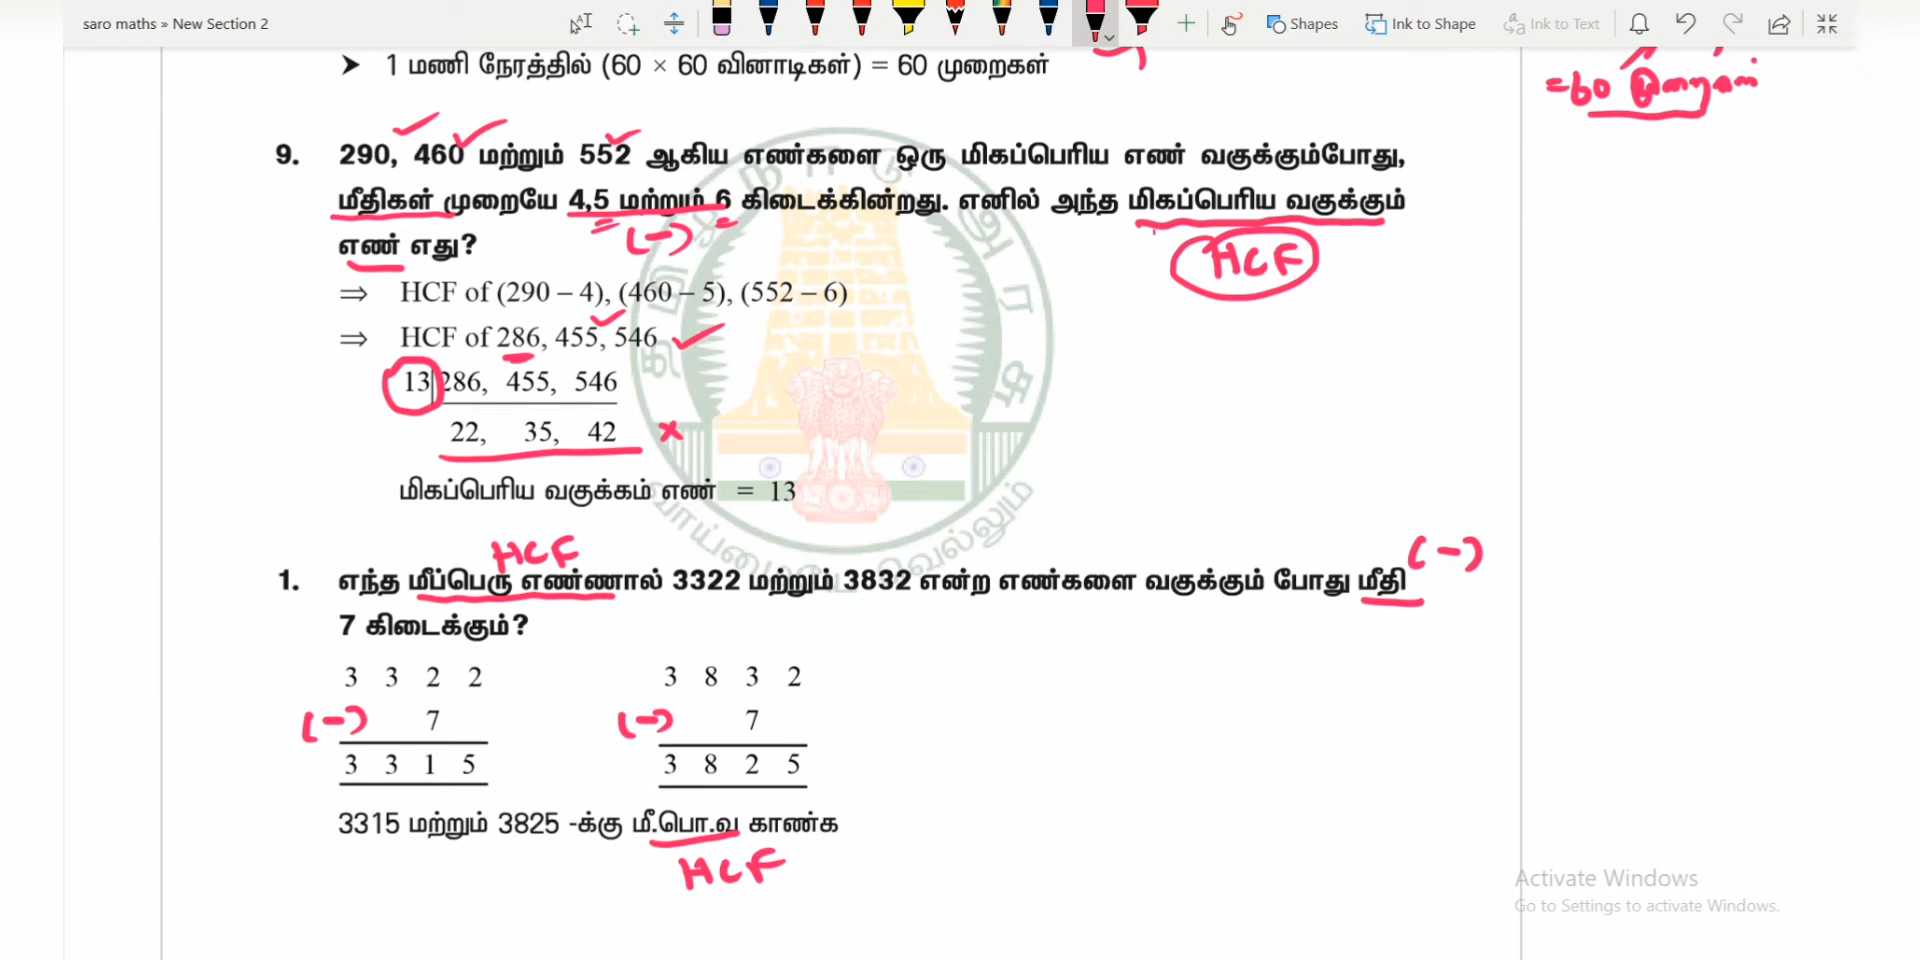 saro maths » New Section 2
Shapes
Ink to Shape
Ink to Text
➤ 1 மணி நேரத்தில் (60 × 60 வினாடிகள்) = 60 முறைகள்
=60 முறைகள்
9. 290, 460 மற்றும் 552 ஆகிய எண்களை ஒரு மிகப்பெரிய எண் வகுக்கும்போது,
மீதிகள் முறையே 4,5 மற்றும் 6 கிடைக்கின்றது. எனில் அந்த மிகப்பெரிய வகுக்கும்
(-)
எண் எது?
HCF
⇒ HCF of (290 – 4), (460 – 5), (552 – 6)
⇒ HCF of 286, 455, 546
13 286, 455, 546
22, 35, 42 ×
மிகப்பெரிய வகுக்கம் எண் = 13
வாய்மையே வெல்லும்
HCF
(-)
1. எந்த மீப்பெரு எண்ணால் 3322 மற்றும் 3832 என்ற எண்களை வகுக்கும் போது மீதி
7 கிடைக்கும்?
3 3 2 2 3 8 3 2
(-) 7 (-) 7
3 3 1 5 3 8 2 5
3315 மற்றும் 3825 -க்கு மீ.பொ.வ காண்க
HCF
Activate Windows
Go to Settings to activate Windows.